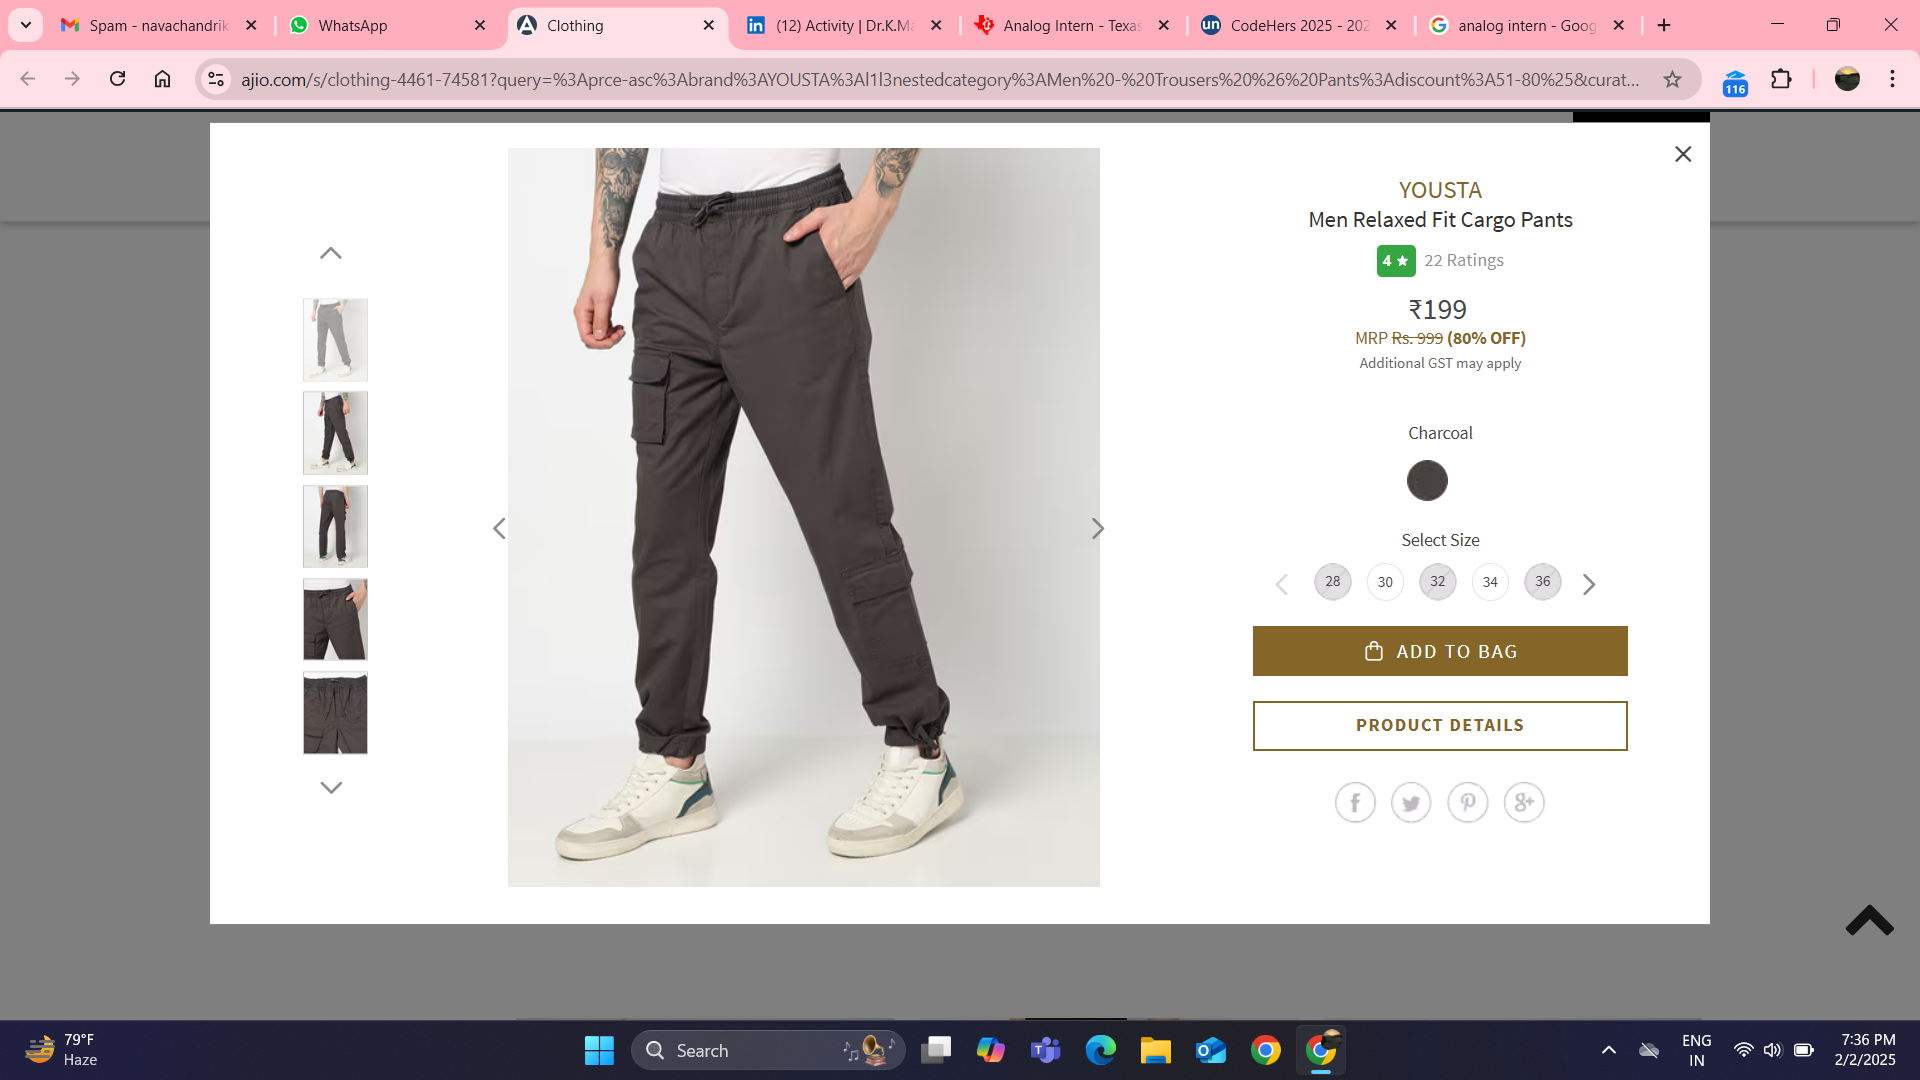 Spam - navachandrik
WhatsApp
Clothing
(12) Activity | Dr.K.Ma
Analog Intern - Texas
CodeHers 2025 - 202
analog intern - Goog
ajio.com/s/clothing-4461-74581?query=%3Aprce-asc%3Abrand%3AYOUSTA%3Al1l3nestedcategory%3AMen%20-%20Trousers%20%26%20Pants%3Adiscount%3A51-80%25&curat...
116
YOUSTA
Men Relaxed Fit Cargo Pants
4 ★ 22 Ratings
₹199
MRP Rs. 999 (80% OFF)
Additional GST may apply
Charcoal
Select Size
28 30 32 34 36
ADD TO BAG
PRODUCT DETAILS
79°F
Haze
Search
ENG
IN
7:36 PM
2/2/2025